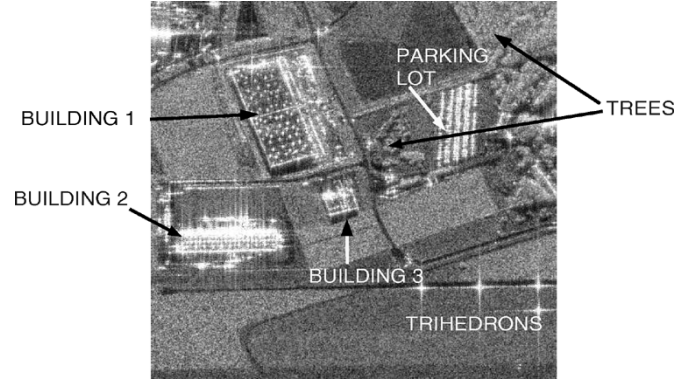 PARKING
LOT
TREES
BUILDING 1
BUILDING 2
BUILDING 3
TRIHEDRONS